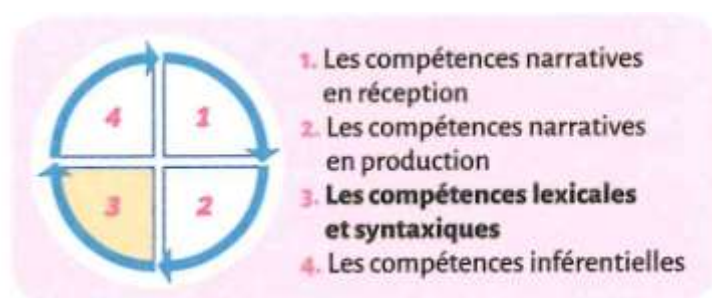 4
1
3
2
1. Les compétences narratives
en réception
2. Les compétences narratives
en production
3. Les compétences lexicales
et syntaxiques
4. Les compétences inférentielles